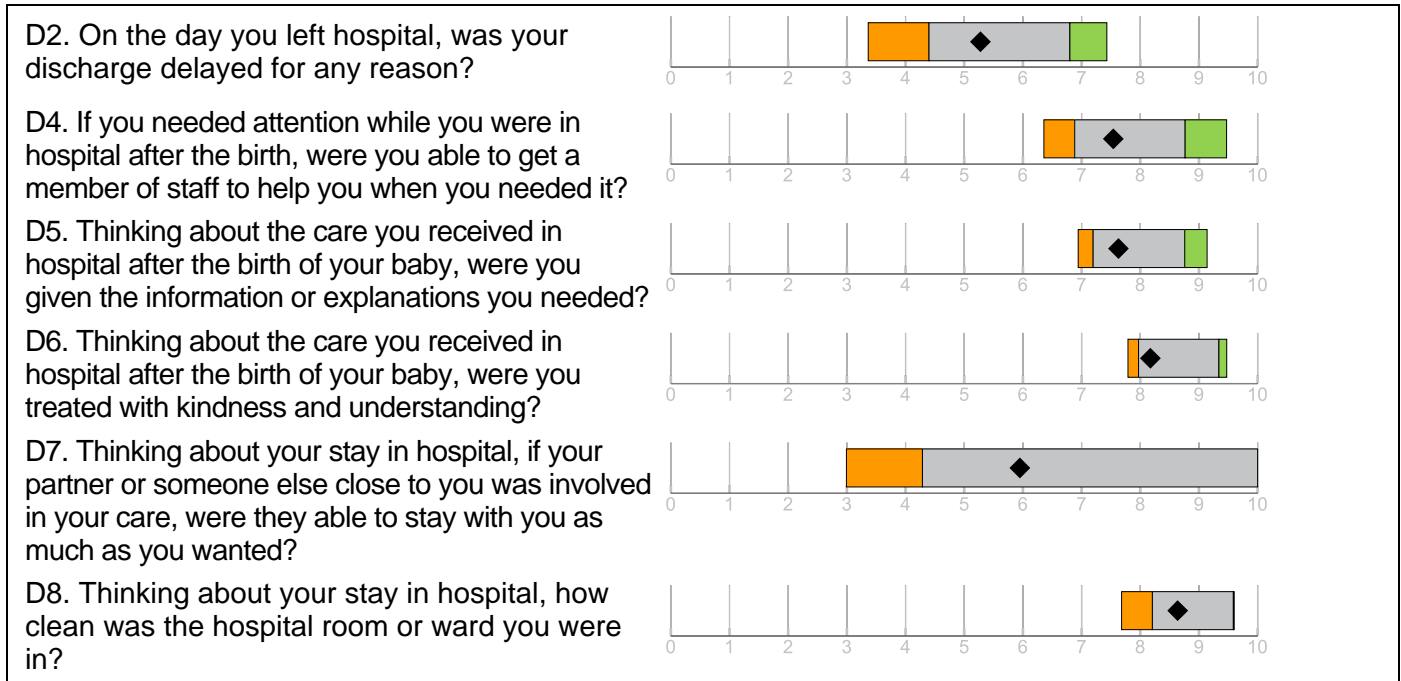 D2. On the day you left hospital, was your
discharge delayed for any reason?
0 1 2 3 4 5 6 7 8 9 10
D4. If you needed attention while you were in
hospital after the birth, were you able to get a
member of staff to help you when you needed it?
0 1 2 3 4 5 6 7 8 9 10
D5. Thinking about the care you received in
hospital after the birth of your baby, were you
given the information or explanations you needed?
0 1 2 3 4 5 6 7 8 9 10
D6. Thinking about the care you received in
hospital after the birth of your baby, were you
treated with kindness and understanding?
0 1 2 3 4 5 6 7 8 9 10
D7. Thinking about your stay in hospital, if your
partner or someone else close to you was involved
in your care, were they able to stay with you as
much as you wanted?
0 1 2 3 4 5 6 7 8 9 10
D8. Thinking about your stay in hospital, how
clean was the hospital room or ward you were
in?
0 1 2 3 4 5 6 7 8 9 10